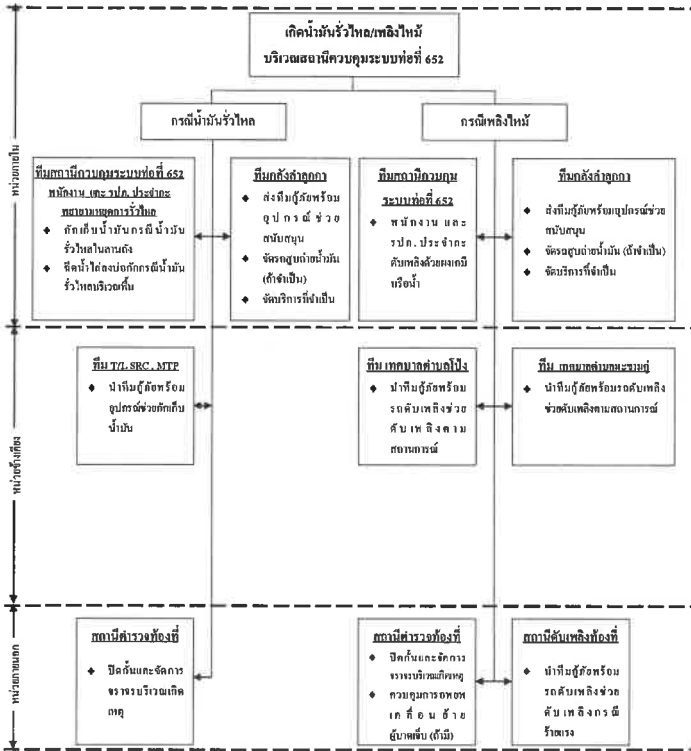 เกิดน้ำมันรั่วไหล/เพลิงไหม้
บริเวณสถานีควบคุมระบบท่อที่ 652
กรณีน้ำมันรั่วไหล
กรณีเพลิงไหม้
หน่วยภายใน
ทีมสถานีควบคุมระบบท่อที่ 652
พนักงาน และ รปภ. ประจำกะ
พยายามหยุดการรั่วไหล
◆ กักเก็บน้ำมันกรณีน้ำมัน
รั่วไหลในลานถัง
◆ ฉีดน้ำไล่ลงบ่อกักกรณีน้ำมัน
รั่วไหลบริเวณพื้น
ทีมคลังลำลูกกา
◆ ส่งทีมกู้ภัยพร้อม
อุปกรณ์ช่วย
สนับสนุน
◆ จัดรถสูบถ่ายน้ำมัน
(ถ้าจำเป็น)
◆ จัดบริการที่จำเป็น
ทีมสถานีควบคุม
ระบบท่อที่ 652
◆ พนักงาน และ
รปภ. ประจำกะ
ดับเพลิงด้วยผงเคมี
หรือน้ำ
ทีมคลังลำลูกกา
◆ ส่งทีมกู้ภัยพร้อมอุปกรณ์ช่วย
สนับสนุน
◆ จัดรถสูบถ่ายน้ำมัน (ถ้าจำเป็น)
◆ จัดบริการที่จำเป็น
หน่วยข้างเคียง
ทีม T/L SRC , MTP
◆ นำทีมกู้ภัยพร้อม
อุปกรณ์ช่วยกักเก็บ
น้ำมัน
ทีม เทศบาลตำบลโป่ง
◆ นำทีมกู้ภัยพร้อม
รถดับเพลิงช่วย
ดับเพลิงตาม
สถานการณ์
ทีม เทศบาลตำบลมะขามคู่
◆ นำทีมกู้ภัยพร้อมรถดับเพลิง
ช่วยดับเพลิงตามสถานการณ์
หน่วยภายนอก
สถานีตำรวจท้องที่
◆ ปิดกั้นและจัดการ
จราจรบริเวณเกิด
เหตุ
สถานีตำรวจท้องที่
◆ ปิดกั้นและจัดการ
จราจรบริเวณเกิดเหตุ
◆ ควบคุมการอพยพ
เคลื่อนย้าย
ผู้บาดเจ็บ (ถ้ามี)
สถานีดับเพลิงท้องที่
◆ นำทีมกู้ภัยพร้อม
รถดับเพลิงช่วย
ดับเพลิงกรณี
ร้ายแรง